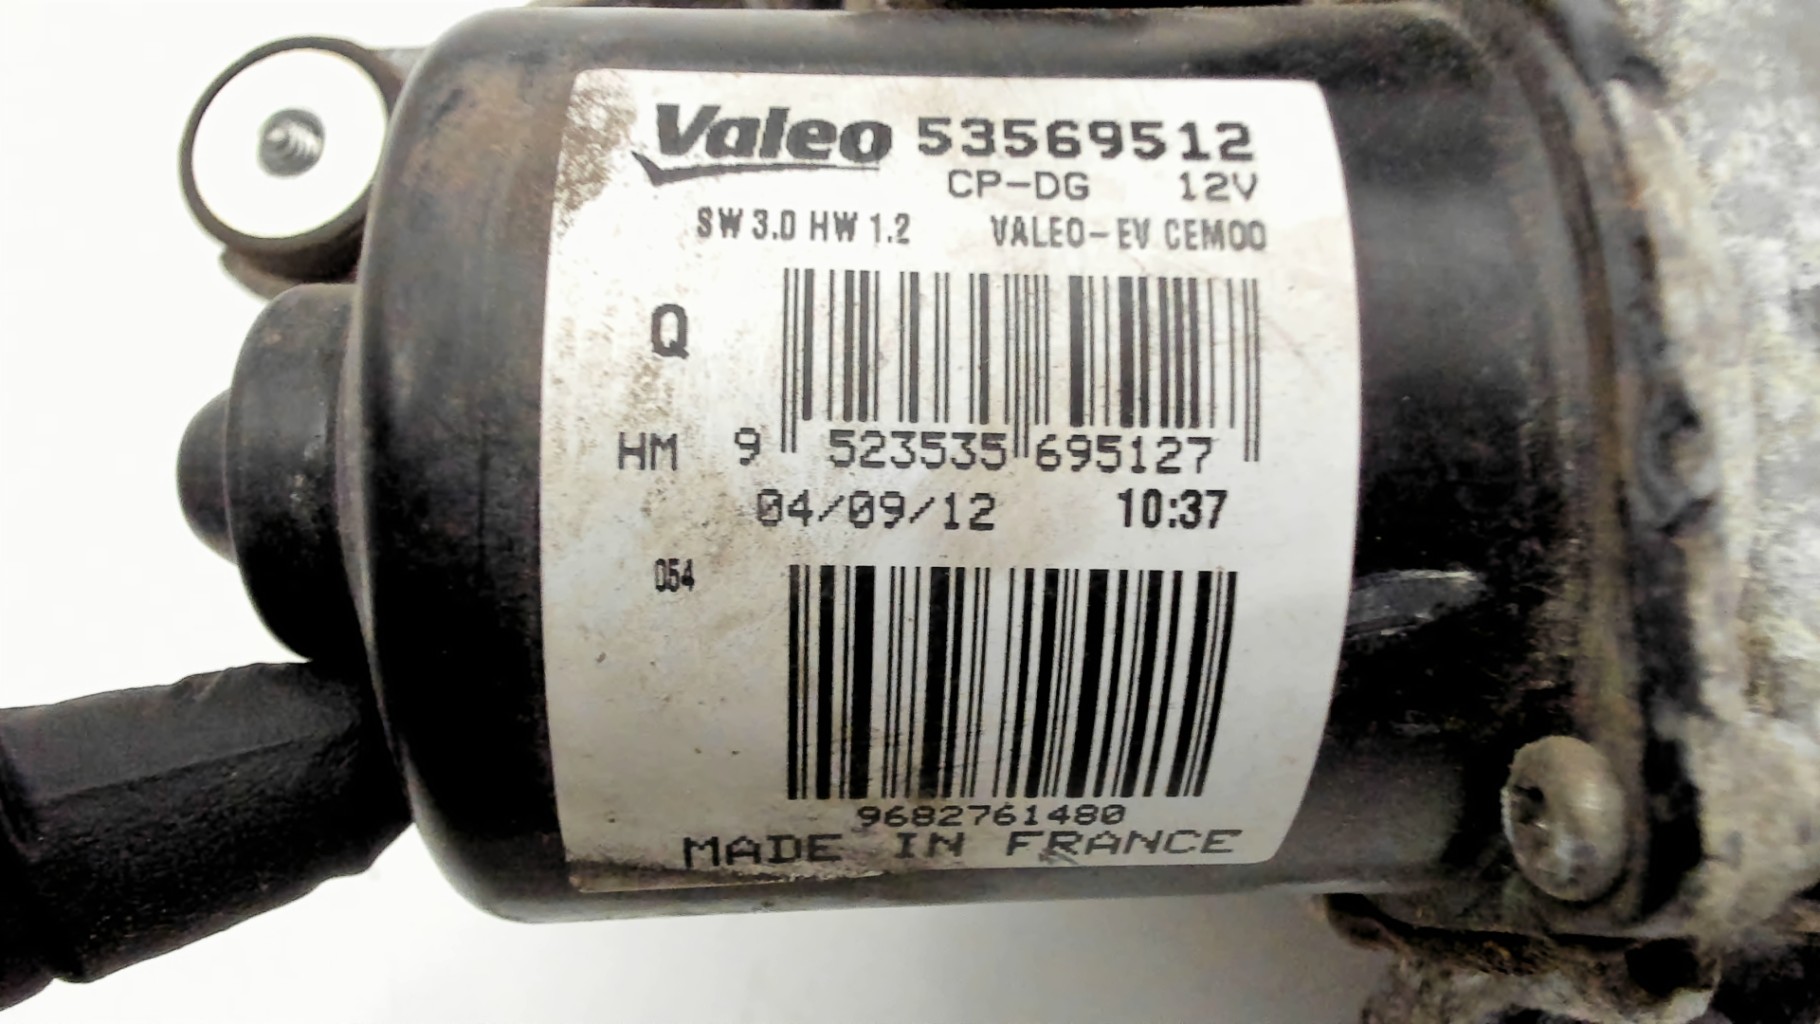 Valeo 53569512
CP-DG 12V
SW 3.0 HW 1.2 VALEO-EV CEM00
Q
HM 9 523535 695127
04/09/12 10:37
054
9682761480
MADE IN FRANCE